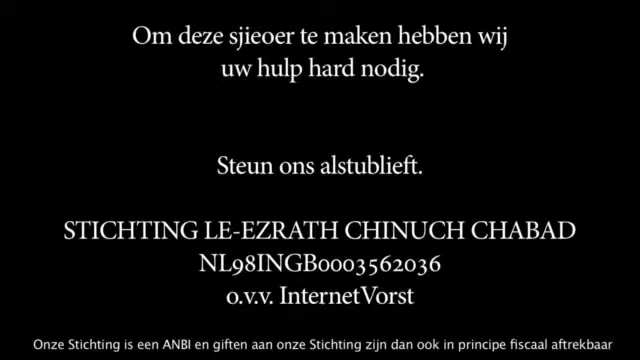 Om deze sjieoer te maken hebben wij
uw hulp hard nodig.
Steun ons alstublieft.
STICHTING LE-EZRATH CHINUCH CHABAD
NL98INGB0003562036
o.v.v. InternetVorst
Onze Stichting is een ANBI en giften aan onze Stichting zijn dan ook in principe fiscaal aftrekbaar